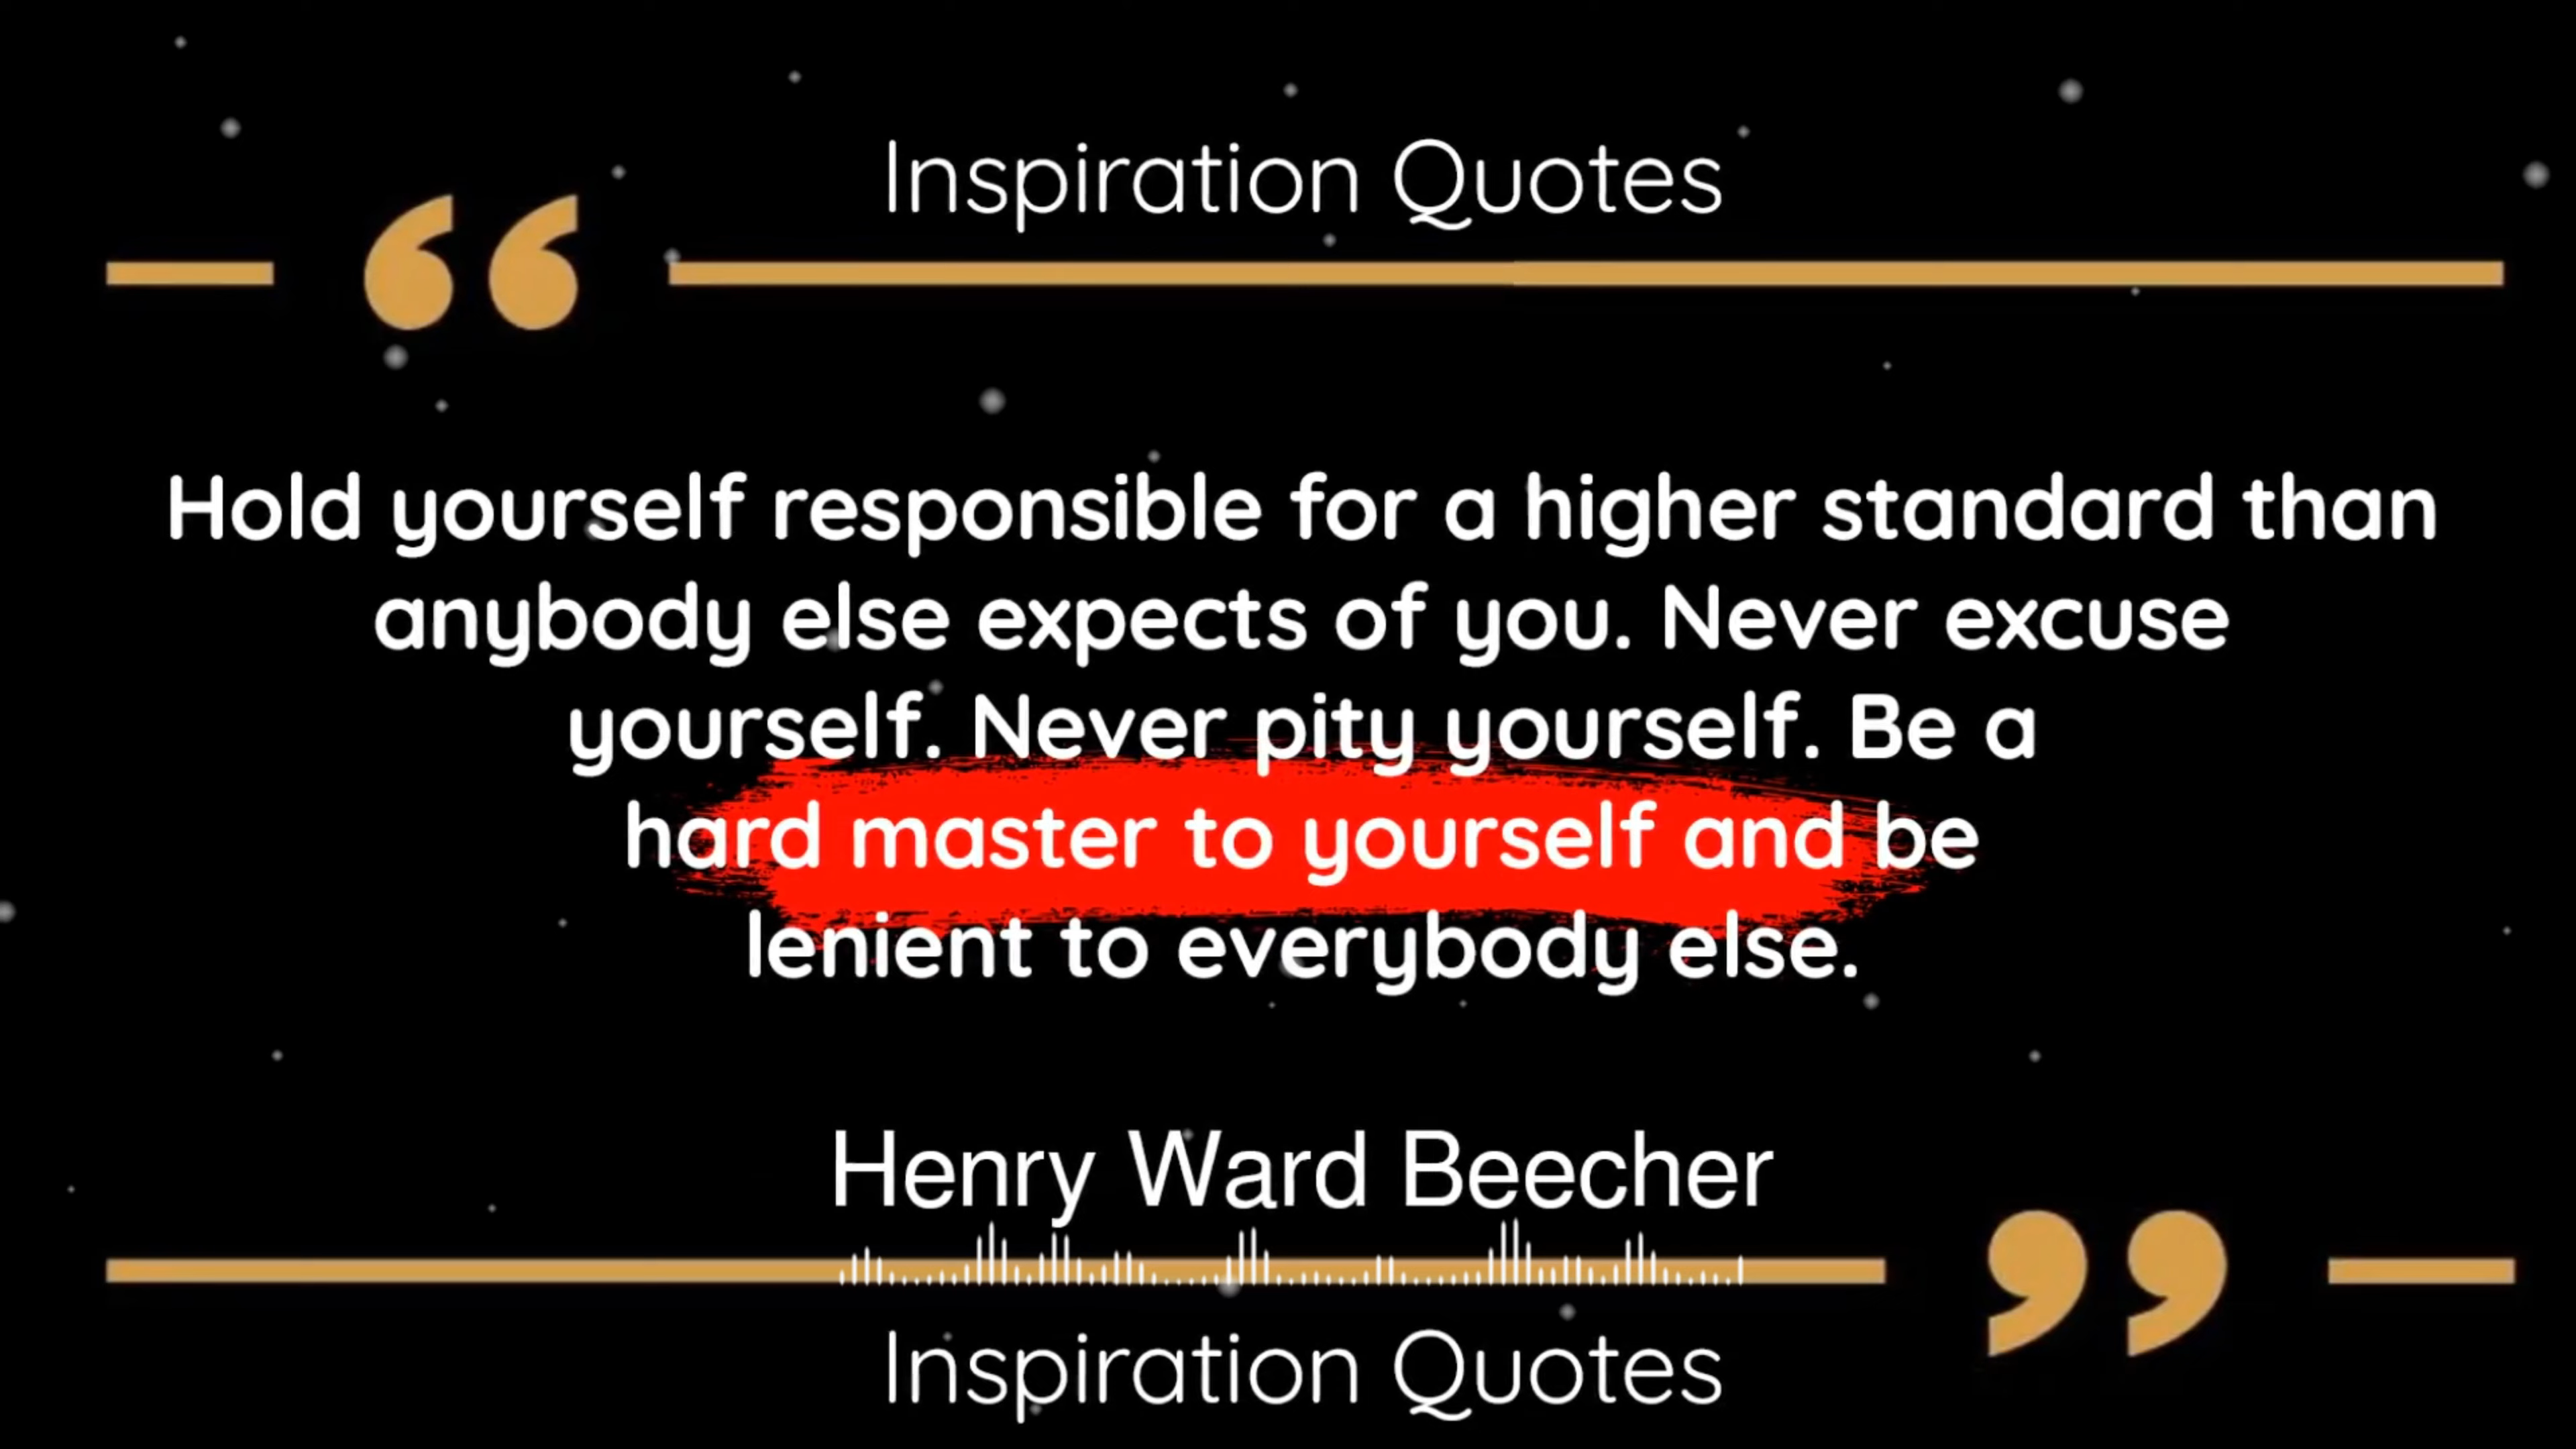 Inspiration Quotes
Hold yourself responsible for a higher standard than
anybody else expects of you. Never excuse
yourself. Never pity yourself. Be a
hard master to yourself and be
lenient to everybody else.
Henry Ward Beecher
Inspiration Quotes